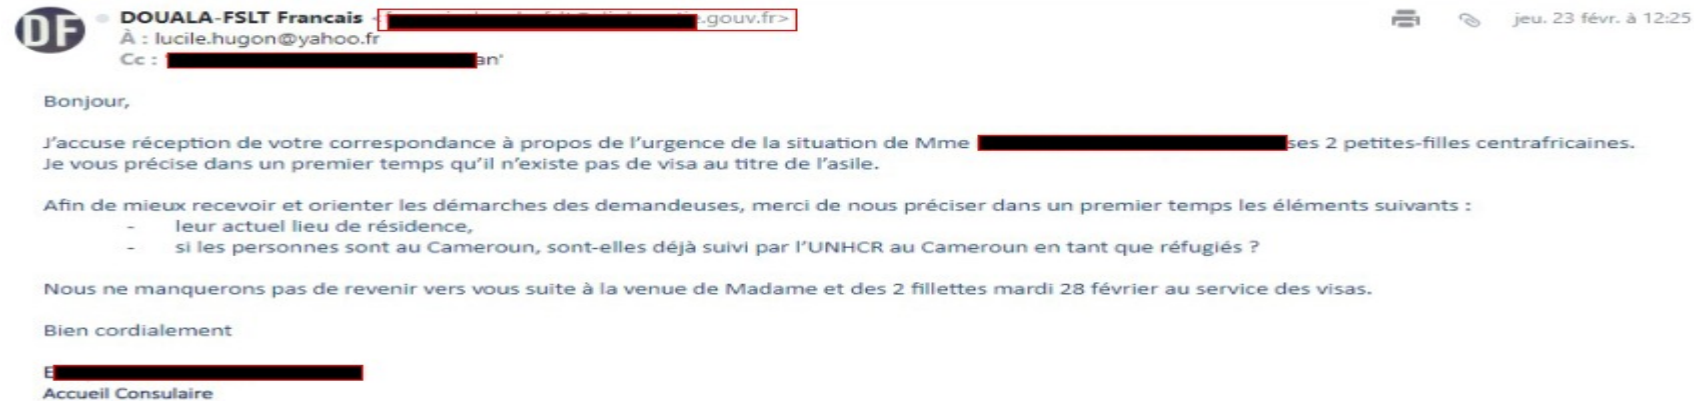 DF
DOUALA-FSLT Francais < .gouv.fr>
jeu. 23 févr. à 12:25
À : lucile.hugon@yahoo.fr
Cc : an'
Bonjour,
J'accuse réception de votre correspondance à propos de l'urgence de la situation de Mme ses 2 petites-filles centrafricaines.
Je vous précise dans un premier temps qu'il n'existe pas de visa au titre de l'asile.
Afin de mieux recevoir et orienter les démarches des demandeuses, merci de nous préciser dans un premier temps les éléments suivants :
- leur actuel lieu de résidence,
- si les personnes sont au Cameroun, sont-elles déjà suivi par l'UNHCR au Cameroun en tant que réfugiés ?
Nous ne manquerons pas de revenir vers vous suite à la venue de Madame et des 2 fillettes mardi 28 février au service des visas.
Bien cordialement
E
Accueil Consulaire